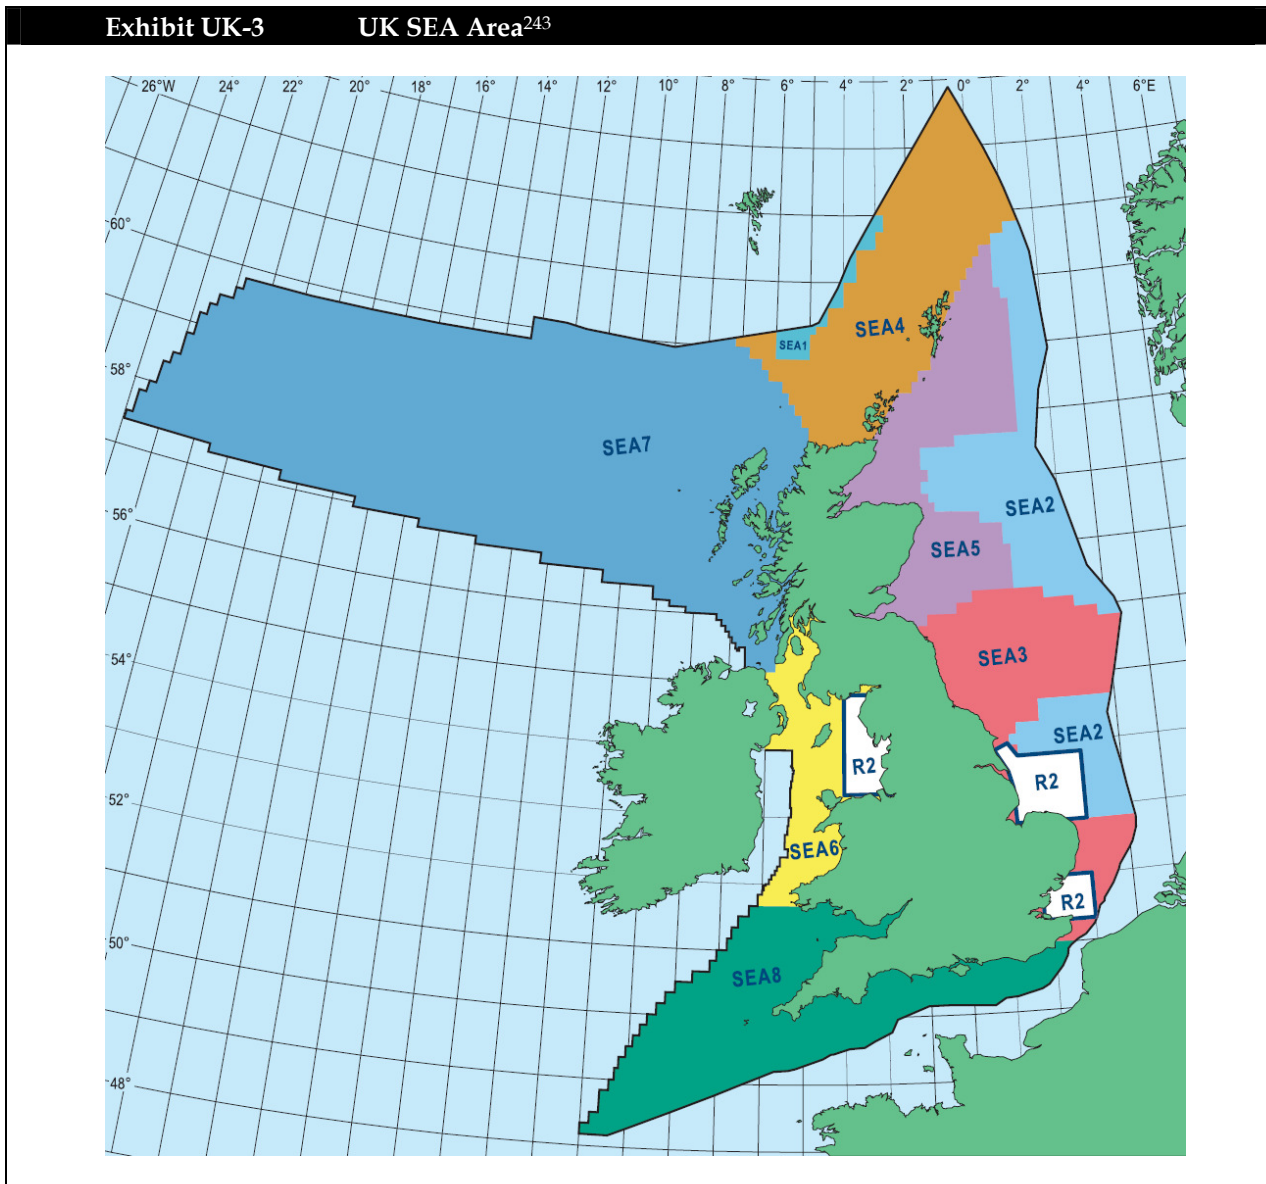 Exhibit UK-3 UK SEA Area243
26°W 24° 22° 20° 18° 16° 14° 12° 10° 8° 6° 4° 2° 0° 2° 4° 6°E
60°
SEA4
SEA1
58°
SEA7
SEA2
56°
SEA5
54°
SEA3
SEA2
R2
R2
52°
SEA6
R2
50°
SEA8
48°